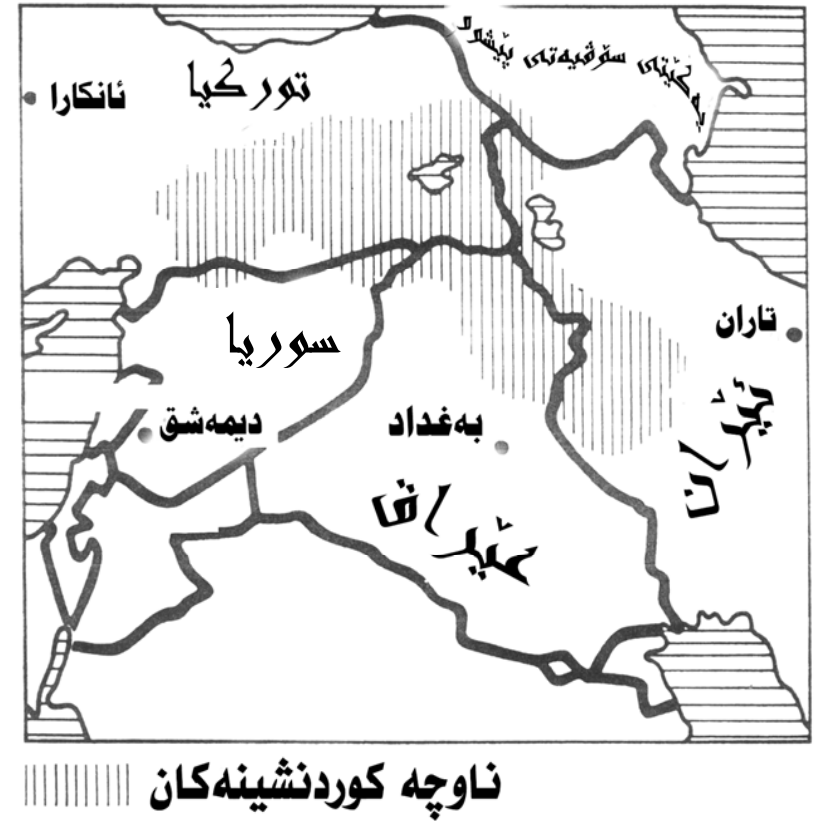 یەکێتی سۆڤیەتی پێشوو
تورکیا
ئانکارا
تاران
سوریا
ئێران
دیمەشق
بەغداد
عێراق
ناوچە کوردنشینەکان